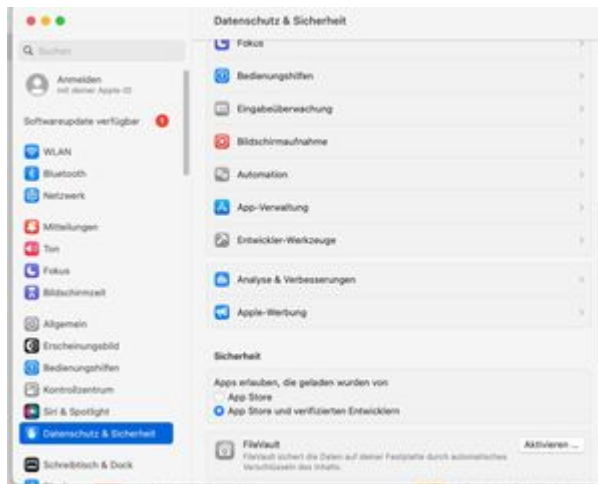 Datenschutz & Sicherheit
Suchen
Anmelden
mit deiner Apple-ID
Softwareupdate verfügbar 1
WLAN
Bluetooth
Netzwerk
Mitteilungen
Ton
Fokus
Bildschirmzeit
Allgemein
Erscheinungsbild
Bedienungshilfen
Kontrollzentrum
Siri & Spotlight
Datenschutz & Sicherheit
Schreibtisch & Dock
Fokus
Bedienungshilfen
Eingabeüberwachung
Bildschirmaufnahme
Automation
App-Verwaltung
Entwickler-Werkzeuge
Analyse & Verbesserungen
Apple-Werbung
Sicherheit
Apps erlauben, die geladen wurden von
App Store
App Store und verifizierten Entwicklern
FileVault
Aktivieren ...
FileVault sichert die Daten auf deiner Festplatte durch automatisches
Verschlüsseln des Inhalts.